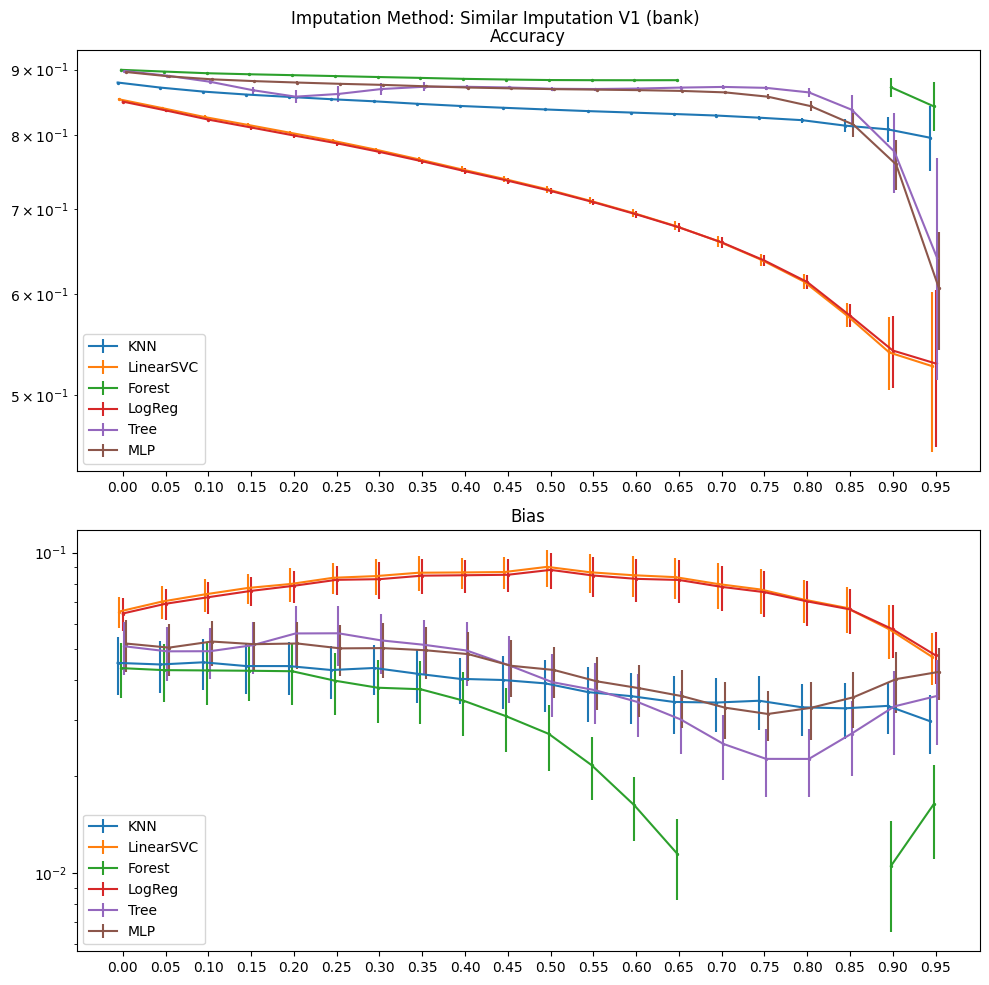 Imputation Method: Similar Imputation V1 (bank)
Accuracy
9 × 10⁻¹
8 × 10⁻¹
7 × 10⁻¹
6 × 10⁻¹
5 × 10⁻¹
KNN
LinearSVC
Forest
LogReg
Tree
MLP
0.00 0.05 0.10 0.15 0.20 0.25 0.30 0.35 0.40 0.45 0.50 0.55 0.60 0.65 0.70 0.75 0.80 0.85 0.90 0.95
Bias
10⁻¹
10⁻²
KNN
LinearSVC
Forest
LogReg
Tree
MLP
0.00 0.05 0.10 0.15 0.20 0.25 0.30 0.35 0.40 0.45 0.50 0.55 0.60 0.65 0.70 0.75 0.80 0.85 0.90 0.95